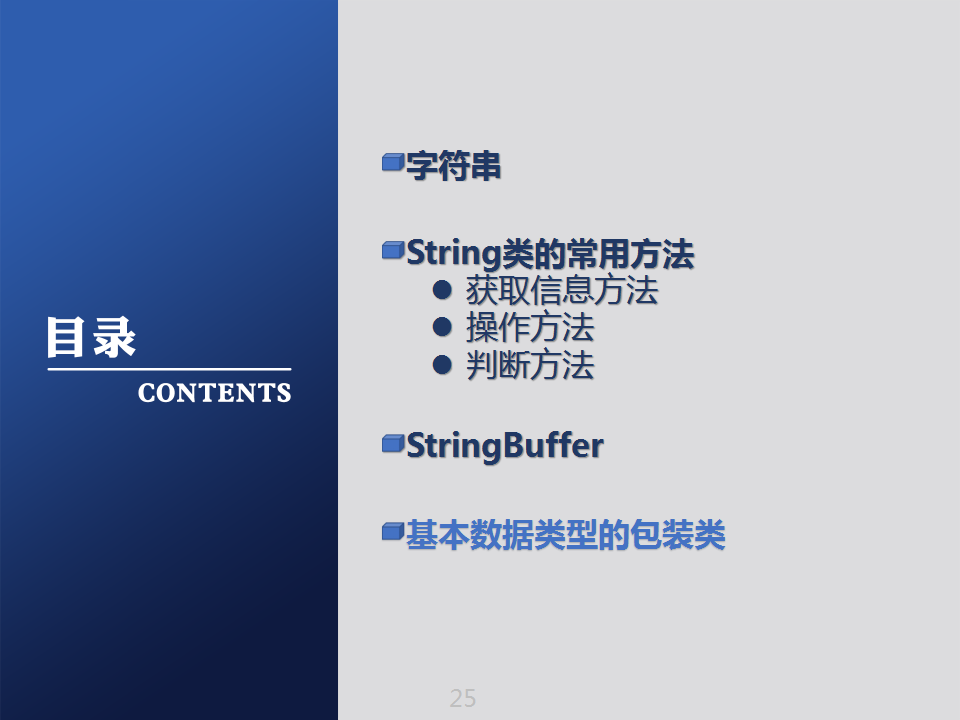 目录
CONTENTS
字符串
String类的常用方法
获取信息方法
操作方法
判断方法
StringBuffer
基本数据类型的包装类
25